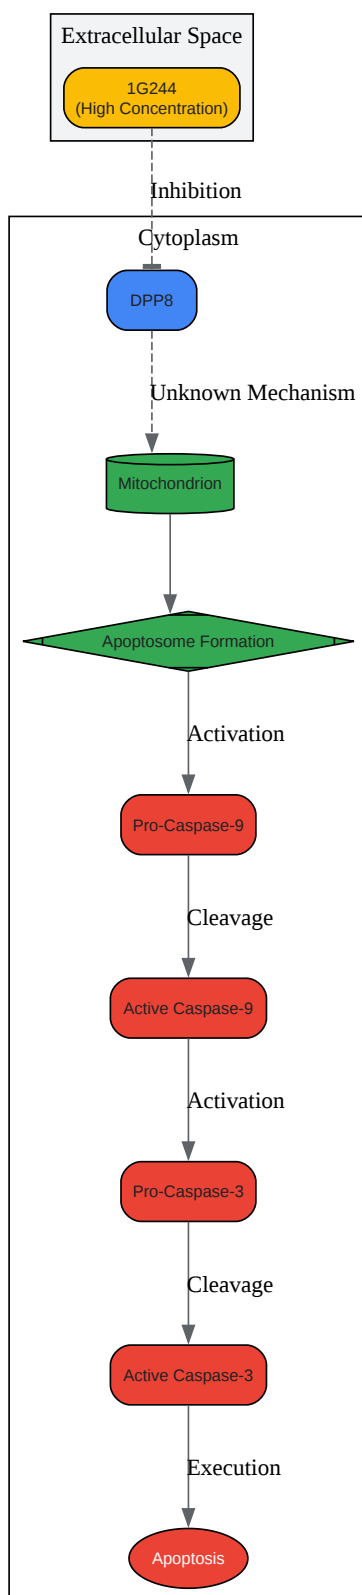 Extracellular Space
1G244
(High Concentration)
Inhibition
Cytoplasm
DPP8
Unknown Mechanism
Mitochondrion
Apoptosome Formation
Activation
Pro-Caspase-9
Cleavage
Active Caspase-9
Activation
Pro-Caspase-3
Cleavage
Active Caspase-3
Execution
Apoptosis